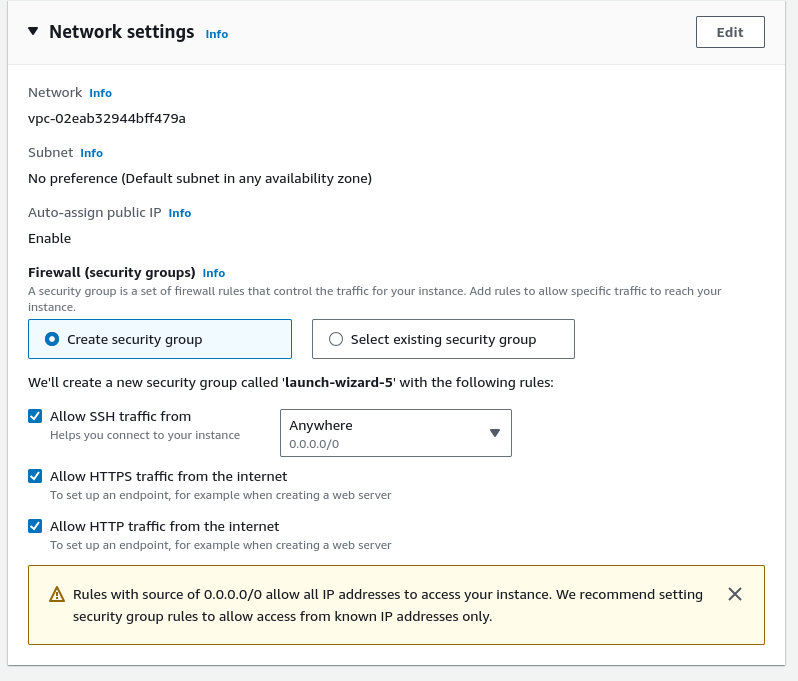 Network settings Info
Edit
Network Info
vpc-02eab32944bff479a
Subnet Info
No preference (Default subnet in any availability zone)
Auto-assign public IP Info
Enable
Firewall (security groups) Info
A security group is a set of firewall rules that control the traffic for your instance. Add rules to allow specific traffic to reach your
instance.
Create security group
Select existing security group
We'll create a new security group called 'launch-wizard-5' with the following rules:
Allow SSH traffic from
Helps you connect to your instance
Anywhere
0.0.0.0/0
Allow HTTPS traffic from the internet
To set up an endpoint, for example when creating a web server
Allow HTTP traffic from the internet
To set up an endpoint, for example when creating a web server
Rules with source of 0.0.0.0/0 allow all IP addresses to access your instance. We recommend setting
security group rules to allow access from known IP addresses only.